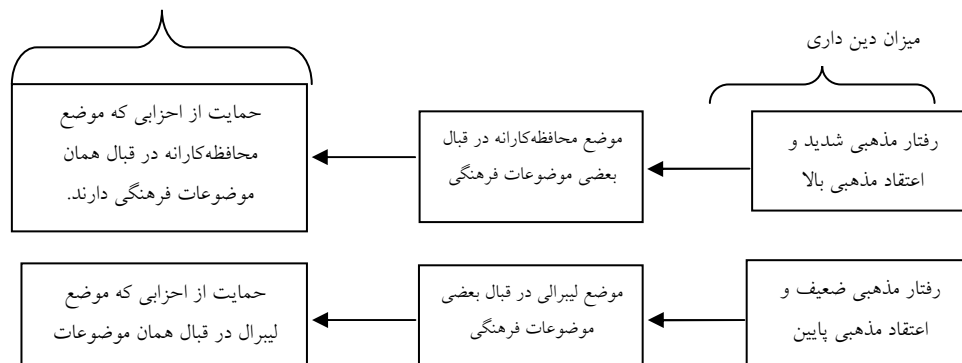 میزان دین داری
رفتار مذهبی شدید و
اعتقاد مذهبی بالا
موضع محافظه‌کارانه در قبال
بعضی موضوعات فرهنگی
حمایت از احزابی که موضع
محافظه‌کارانه در قبال همان
موضوعات فرهنگی دارند.
رفتار مذهبی ضعیف و
اعتقاد مذهبی پایین
موضع لیبرالی در قبال بعضی
موضوعات فرهنگی
حمایت از احزابی که موضع
لیبرال در قبال همان موضوعات